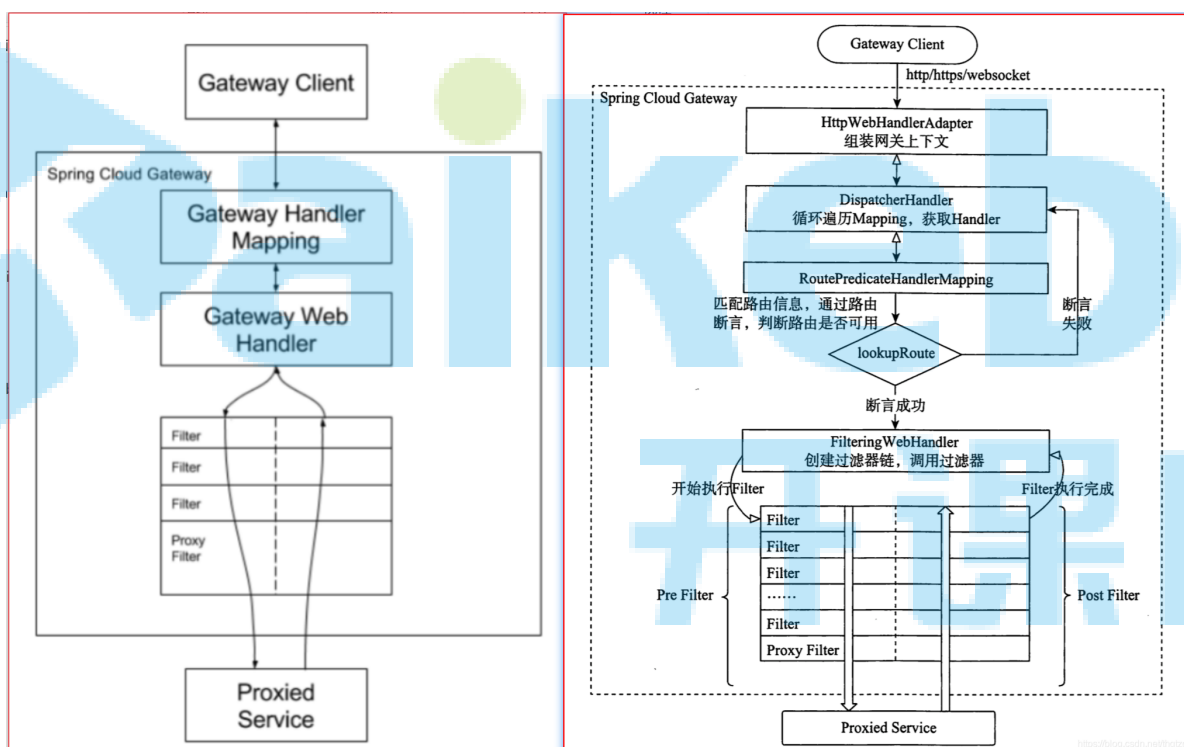 Gateway Client
Spring Cloud Gateway
Gateway Handler
Mapping
Gateway Web
Handler
Filter
Filter
Filter
Proxy
Filter
Proxied
Service
Gateway Client
http/https/websocket
Spring Cloud Gateway
HttpWebHandlerAdapter
组装网关上下文
DispatcherHandler
循环遍历Mapping，获取Handler
RoutePredicateHandlerMapping
匹配路由信息，通过路由
断言，判断路由是否可用
断言
失败
lookupRoute
断言成功
FilteringWebHandler
创建过滤器链，调用过滤器
开始执行Filter
Filter执行完成
Filter
Filter
Filter
……
Filter
Proxy Filter
Pre Filter
Post Filter
Proxied Service
aikeb
开课